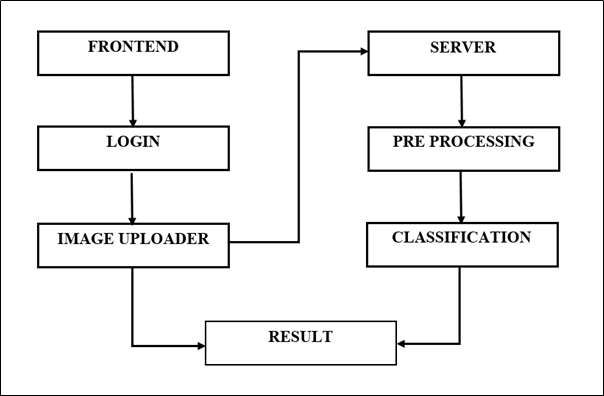 FRONTEND
LOGIN
IMAGE UPLOADER
SERVER
PRE PROCESSING
CLASSIFICATION
RESULT